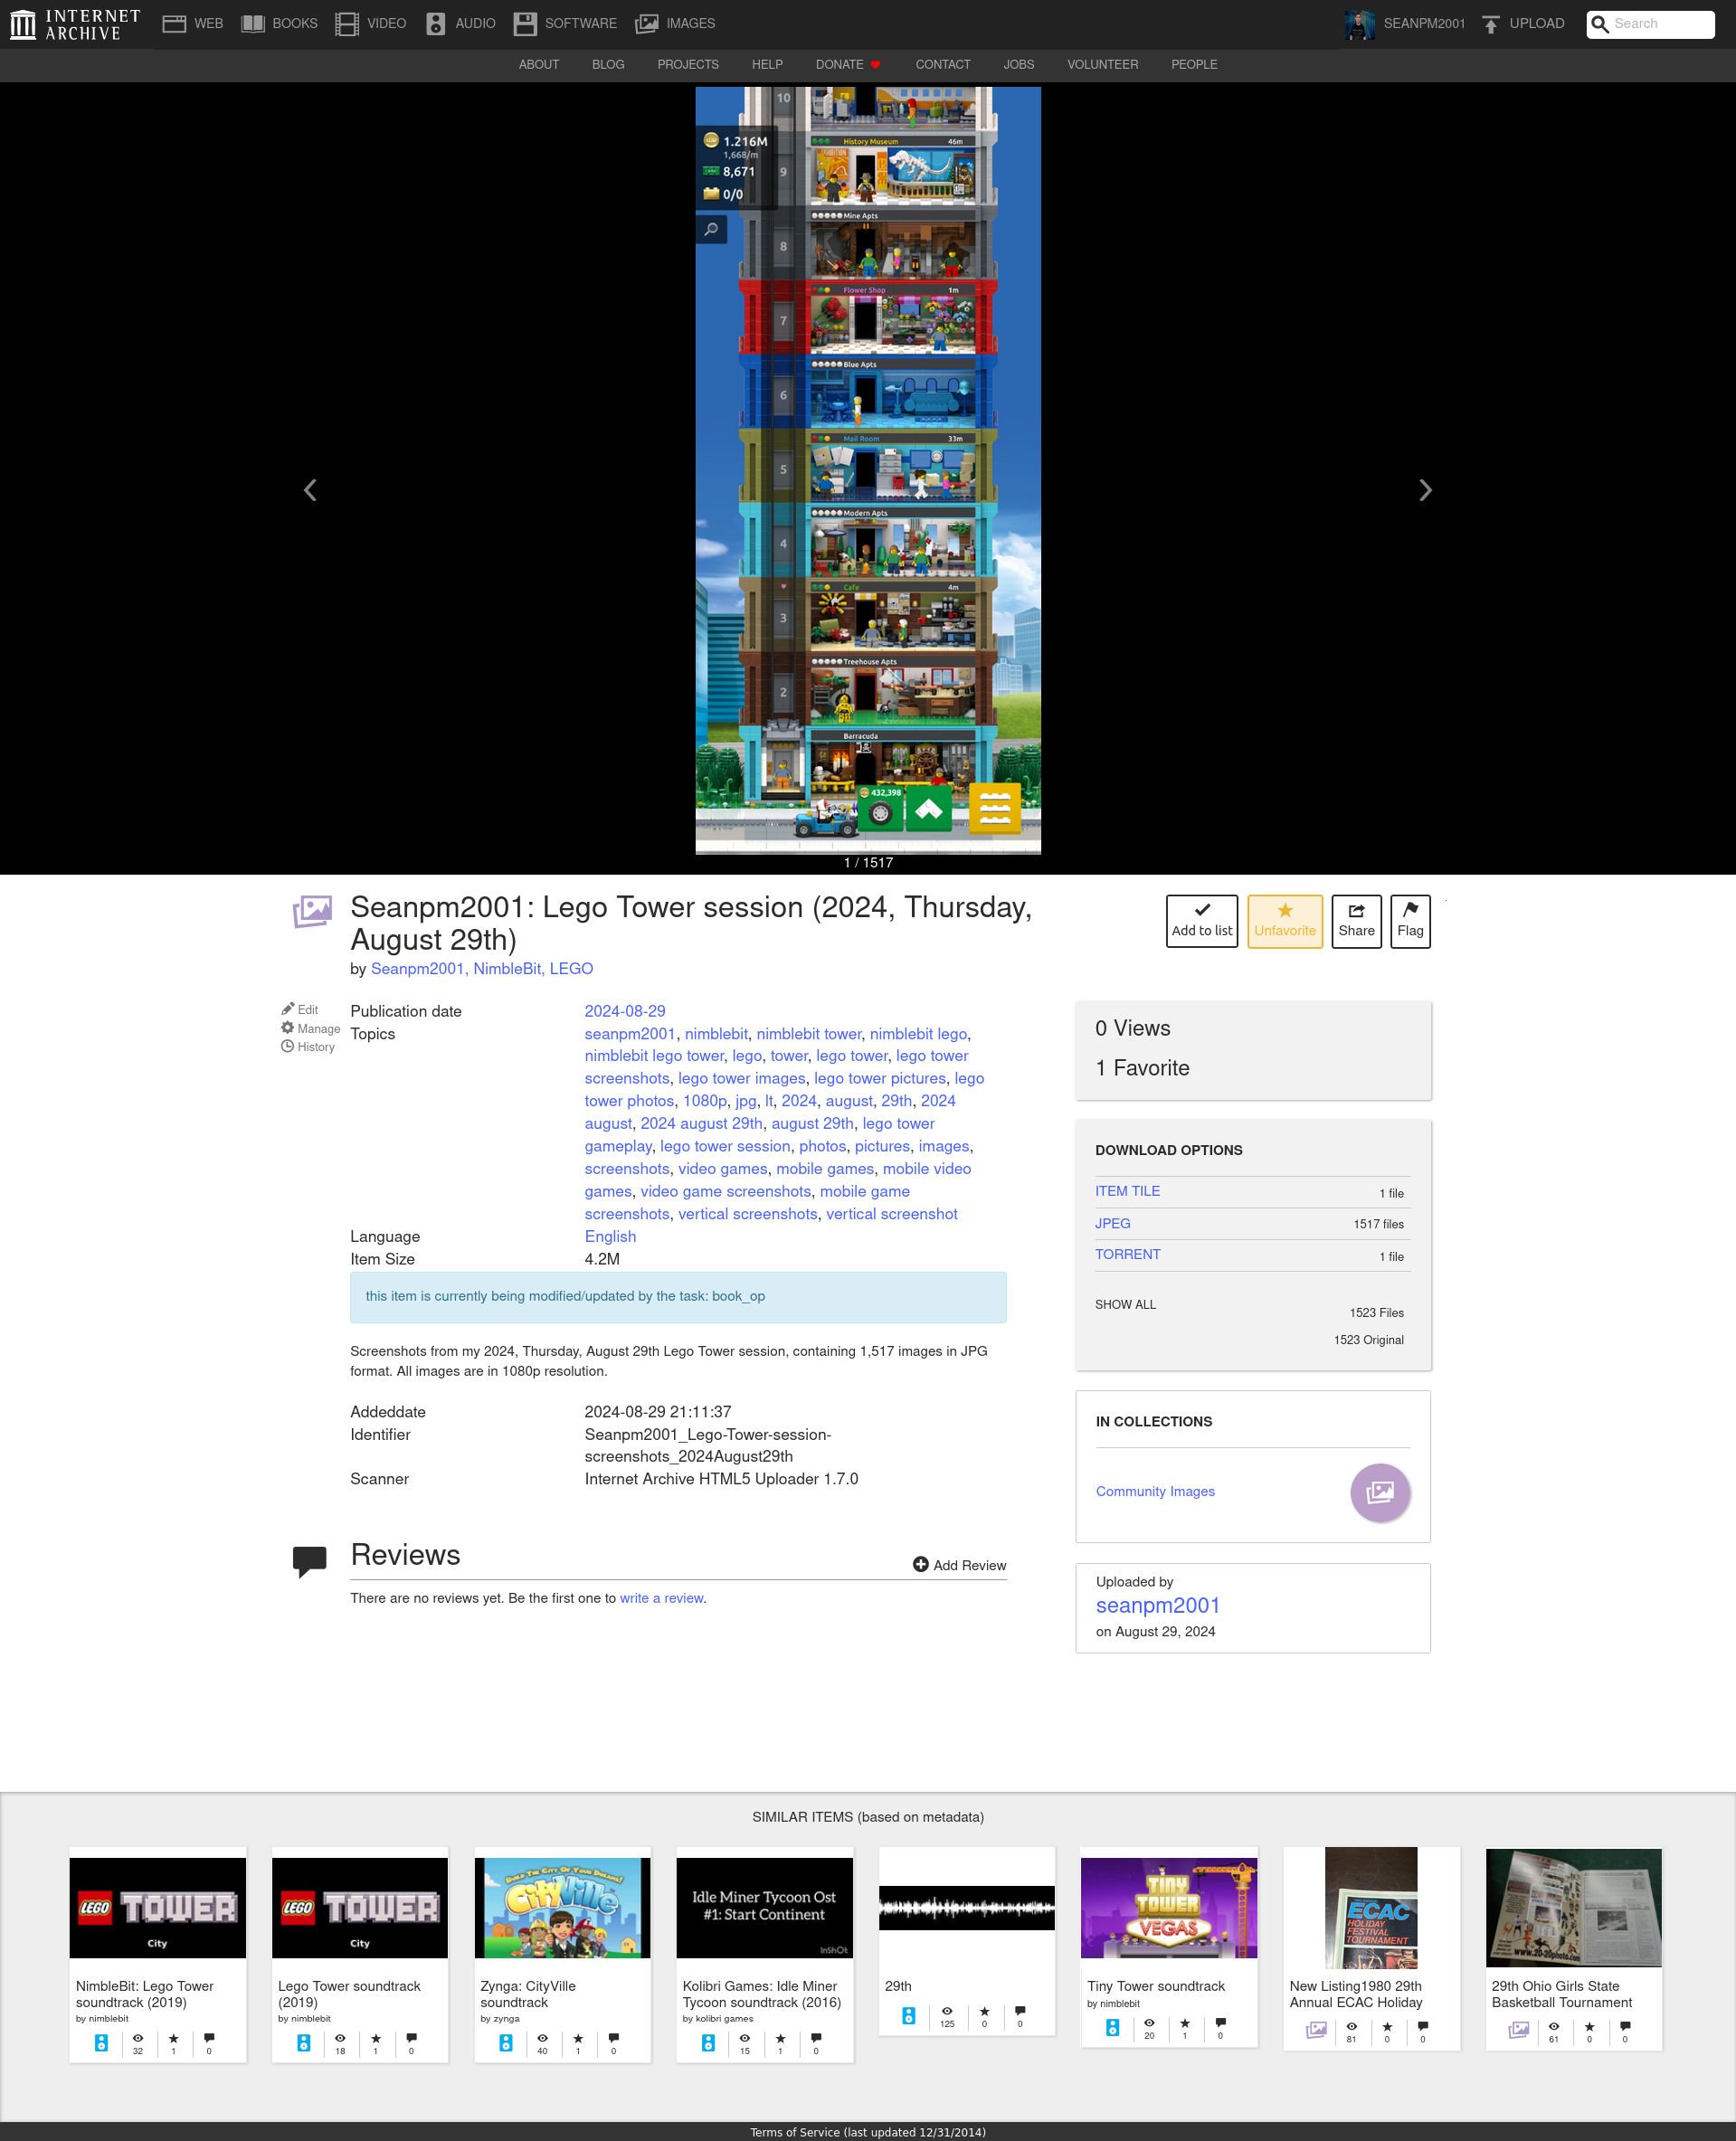 INTERNET ARCHIVE
WEB BOOKS VIDEO AUDIO SOFTWARE IMAGES
SEANPM2001 UPLOAD Search
ABOUT BLOG PROJECTS HELP DONATE CONTACT JOBS VOLUNTEER PEOPLE
10
1.216M
1,668/m
8,671
0/0
History Museum 46m
9
Mine Apts
8
Flower Shop 1m
7
Blue Apts
6
Mail Room 33m
5
Modern Apts
4
Cafe 4m
3
Treehouse Apts
2
Barracuda
432,398
1 / 1517
Seanpm2001: Lego Tower session (2024, Thursday,
August 29th)
by Seanpm2001, NimbleBit, LEGO
Add to list
Unfavorite
Share
Flag
Edit
Manage
History
Publication date 2024-08-29
Topics seanpm2001, nimblebit, nimblebit tower, nimblebit lego,
nimblebit lego tower, lego, tower, lego tower, lego tower
screenshots, lego tower images, lego tower pictures, lego
tower photos, 1080p, jpg, lt, 2024, august, 29th, 2024
august, 2024 august 29th, august 29th, lego tower
gameplay, lego tower session, photos, pictures, images,
screenshots, video games, mobile games, mobile video
games, video game screenshots, mobile game
screenshots, vertical screenshots, vertical screenshot
Language English
Item Size 4.2M
this item is currently being modified/updated by the task: book_op
Screenshots from my 2024, Thursday, August 29th Lego Tower session, containing 1,517 images in JPG
format. All images are in 1080p resolution.
Addeddate 2024-08-29 21:11:37
Identifier Seanpm2001_Lego-Tower-session-
screenshots_2024August29th
Scanner Internet Archive HTML5 Uploader 1.7.0
Reviews
Add Review
There are no reviews yet. Be the first one to write a review.
0 Views
1 Favorite
DOWNLOAD OPTIONS
ITEM TILE 1 file
JPEG 1517 files
TORRENT 1 file
SHOW ALL 1523 Files
1523 Original
IN COLLECTIONS
Community Images
Uploaded by
seanpm2001
on August 29, 2024
SIMILAR ITEMS (based on metadata)
LEGO TOWER
City
NimbleBit: Lego Tower
soundtrack (2019)
by nimblebit
32 1 0
LEGO TOWER
City
Lego Tower soundtrack
(2019)
by nimblebit
18 1 0
BUILD THE CITY OF YOUR DREAMS!
CityVille
Zynga: CityVille
soundtrack
by zynga
40 1 0
Idle Miner Tycoon Ost
#1: Start Continent
InShOt
Kolibri Games: Idle Miner
Tycoon soundtrack (2016)
by kolibri games
15 1 0
29th
125 0 0
TINY
TOWER
VEGAS
Tiny Tower soundtrack
by nimblebit
20 1 0
ECAC
HOLIDAY
FESTIVAL
TOURNAMENT
New Listing1980 29th
Annual ECAC Holiday
81 0 0
www.20-20photo.com
29th Ohio Girls State
Basketball Tournament
61 0 0
Terms of Service (last updated 12/31/2014)